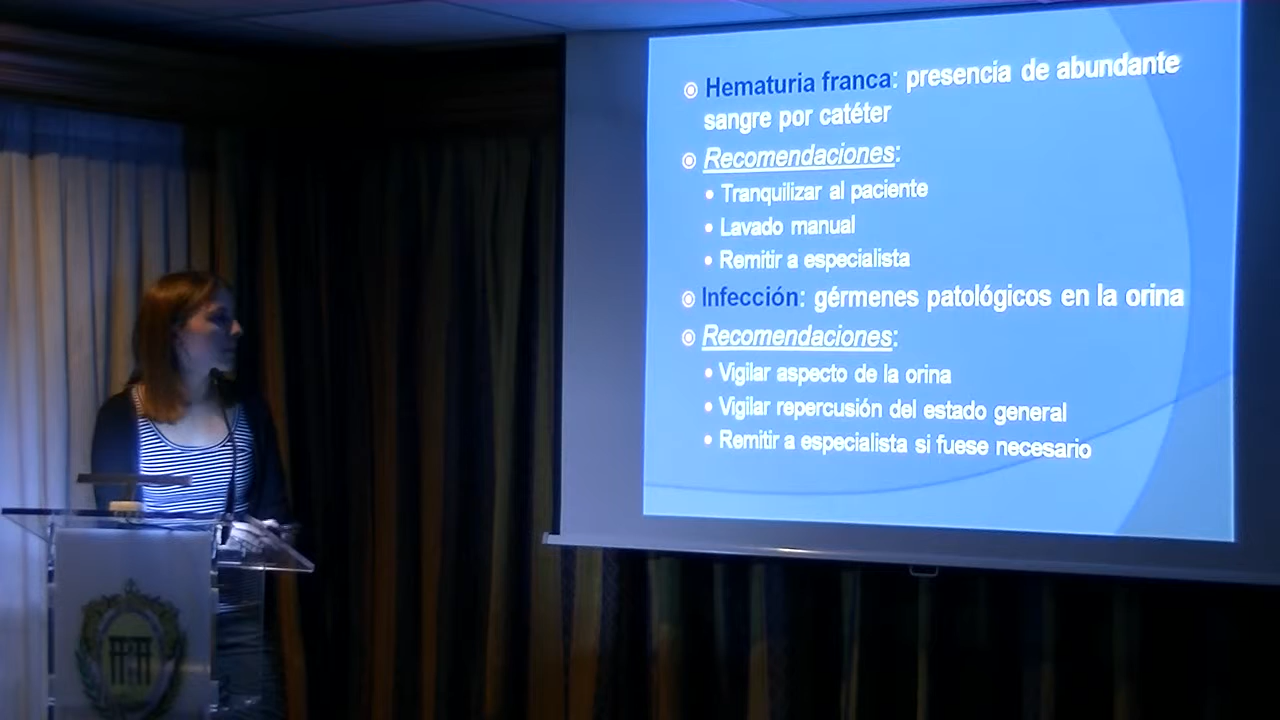 Hematuria franca: presencia de abundante
sangre por catéter
Recomendaciones:
Tranquilizar al paciente
Lavado manual
Remitir a especialista
Infección: gérmenes patológicos en la orina
Recomendaciones:
Vigilar aspecto de la orina
Vigilar repercusión del estado general
Remitir a especialista si fuese necesario